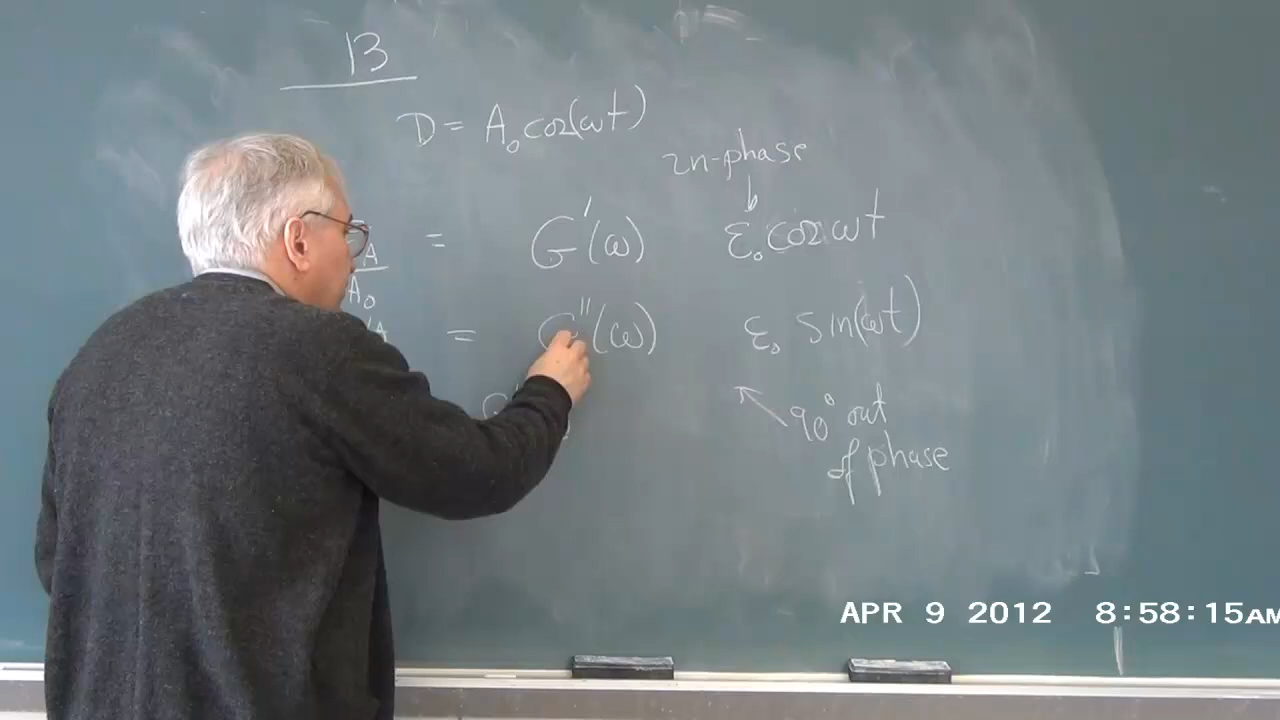 13
D = A₀ cos(ωt)
in-phase
A/A₀ = G'(ω) ε₀ cos ωt
A = G''(ω) ε₀ sin(ωt)
90° out
of phase
APR 9 2012 8:58:15AM